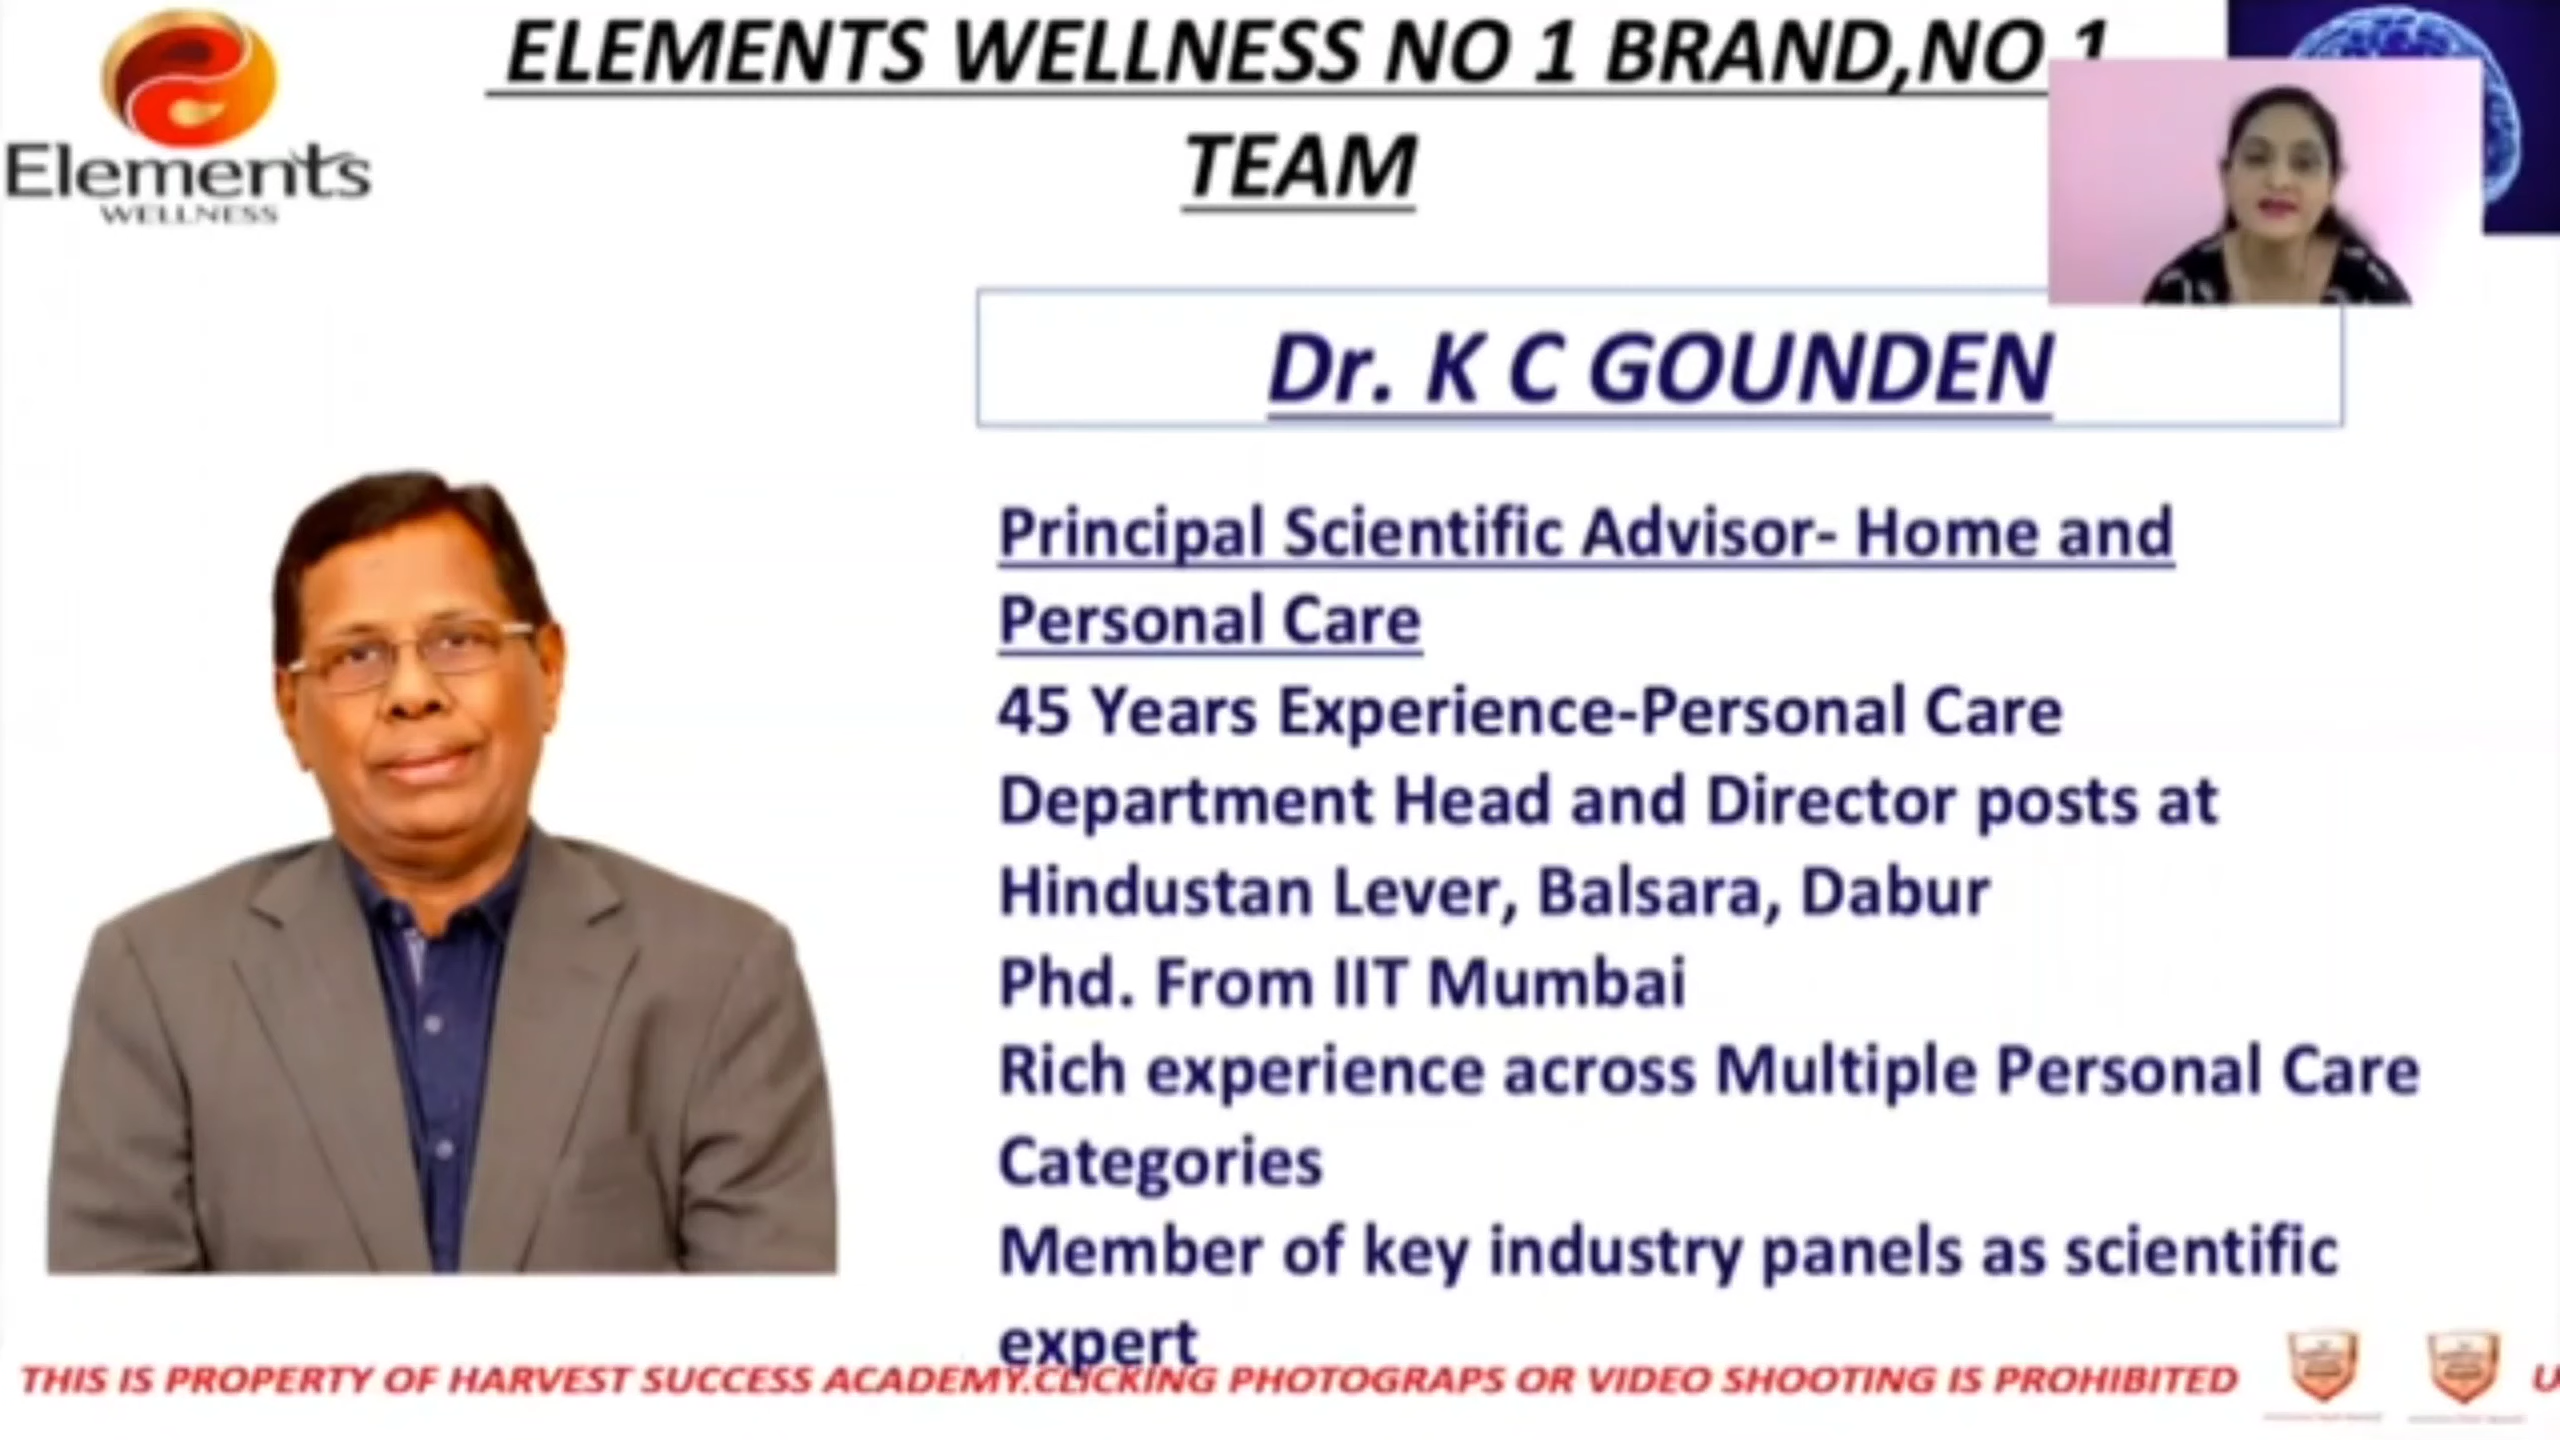 Elements
WELLNESS
ELEMENTS WELLNESS NO 1 BRAND,NO 1
TEAM
Dr. K C GOUNDEN
Principal Scientific Advisor- Home and
Personal Care
45 Years Experience-Personal Care
Department Head and Director posts at
Hindustan Lever, Balsara, Dabur
Phd. From IIT Mumbai
Rich experience across Multiple Personal Care
Categories
Member of key industry panels as scientific
expert
THIS IS PROPERTY OF HARVEST SUCCESS ACADEMY.CLICKING PHOTOGRAPS OR VIDEO SHOOTING IS PROHIBITED